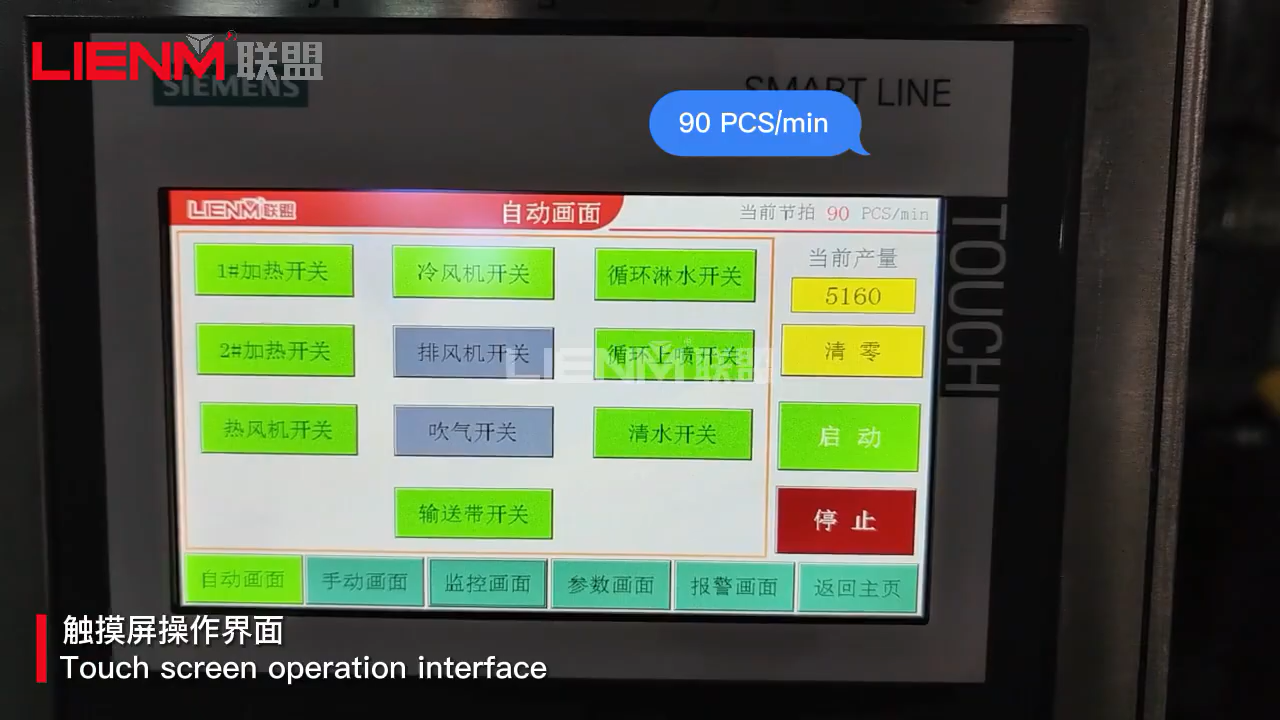 LIENM联盟
SIEMENS
SMART LINE
90 PCS/min
TOUCH
LIENM联盟
自动画面
当前节拍 90 PCS/min
1#加热开关
冷风机开关
循环淋水开关
当前产量
5160
2#加热开关
排风机开关
循环上喷开关
清 零
LIENM联盟
热风机开关
吹气开关
清水开关
启 动
输送带开关
停 止
自动画面
手动画面
监控画面
参数画面
报警画面
返回主页
触摸屏操作界面
Touch screen operation interface